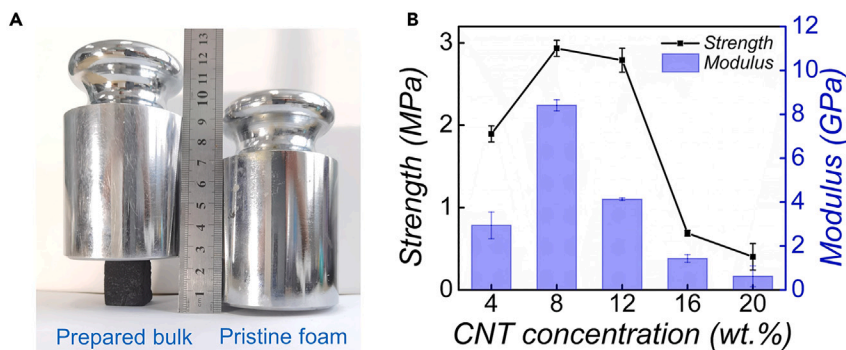 A
13
12
11
10
9
8
7
6
5
4
3
2
1
Prepared bulk
Pristine foam
B
Strength (MPa)
3
2
1
0
Strength
Modulus
12
10
8
6
4
2
0
Modulus (GPa)
4 8 12 16 20
CNT concentration (wt.%)